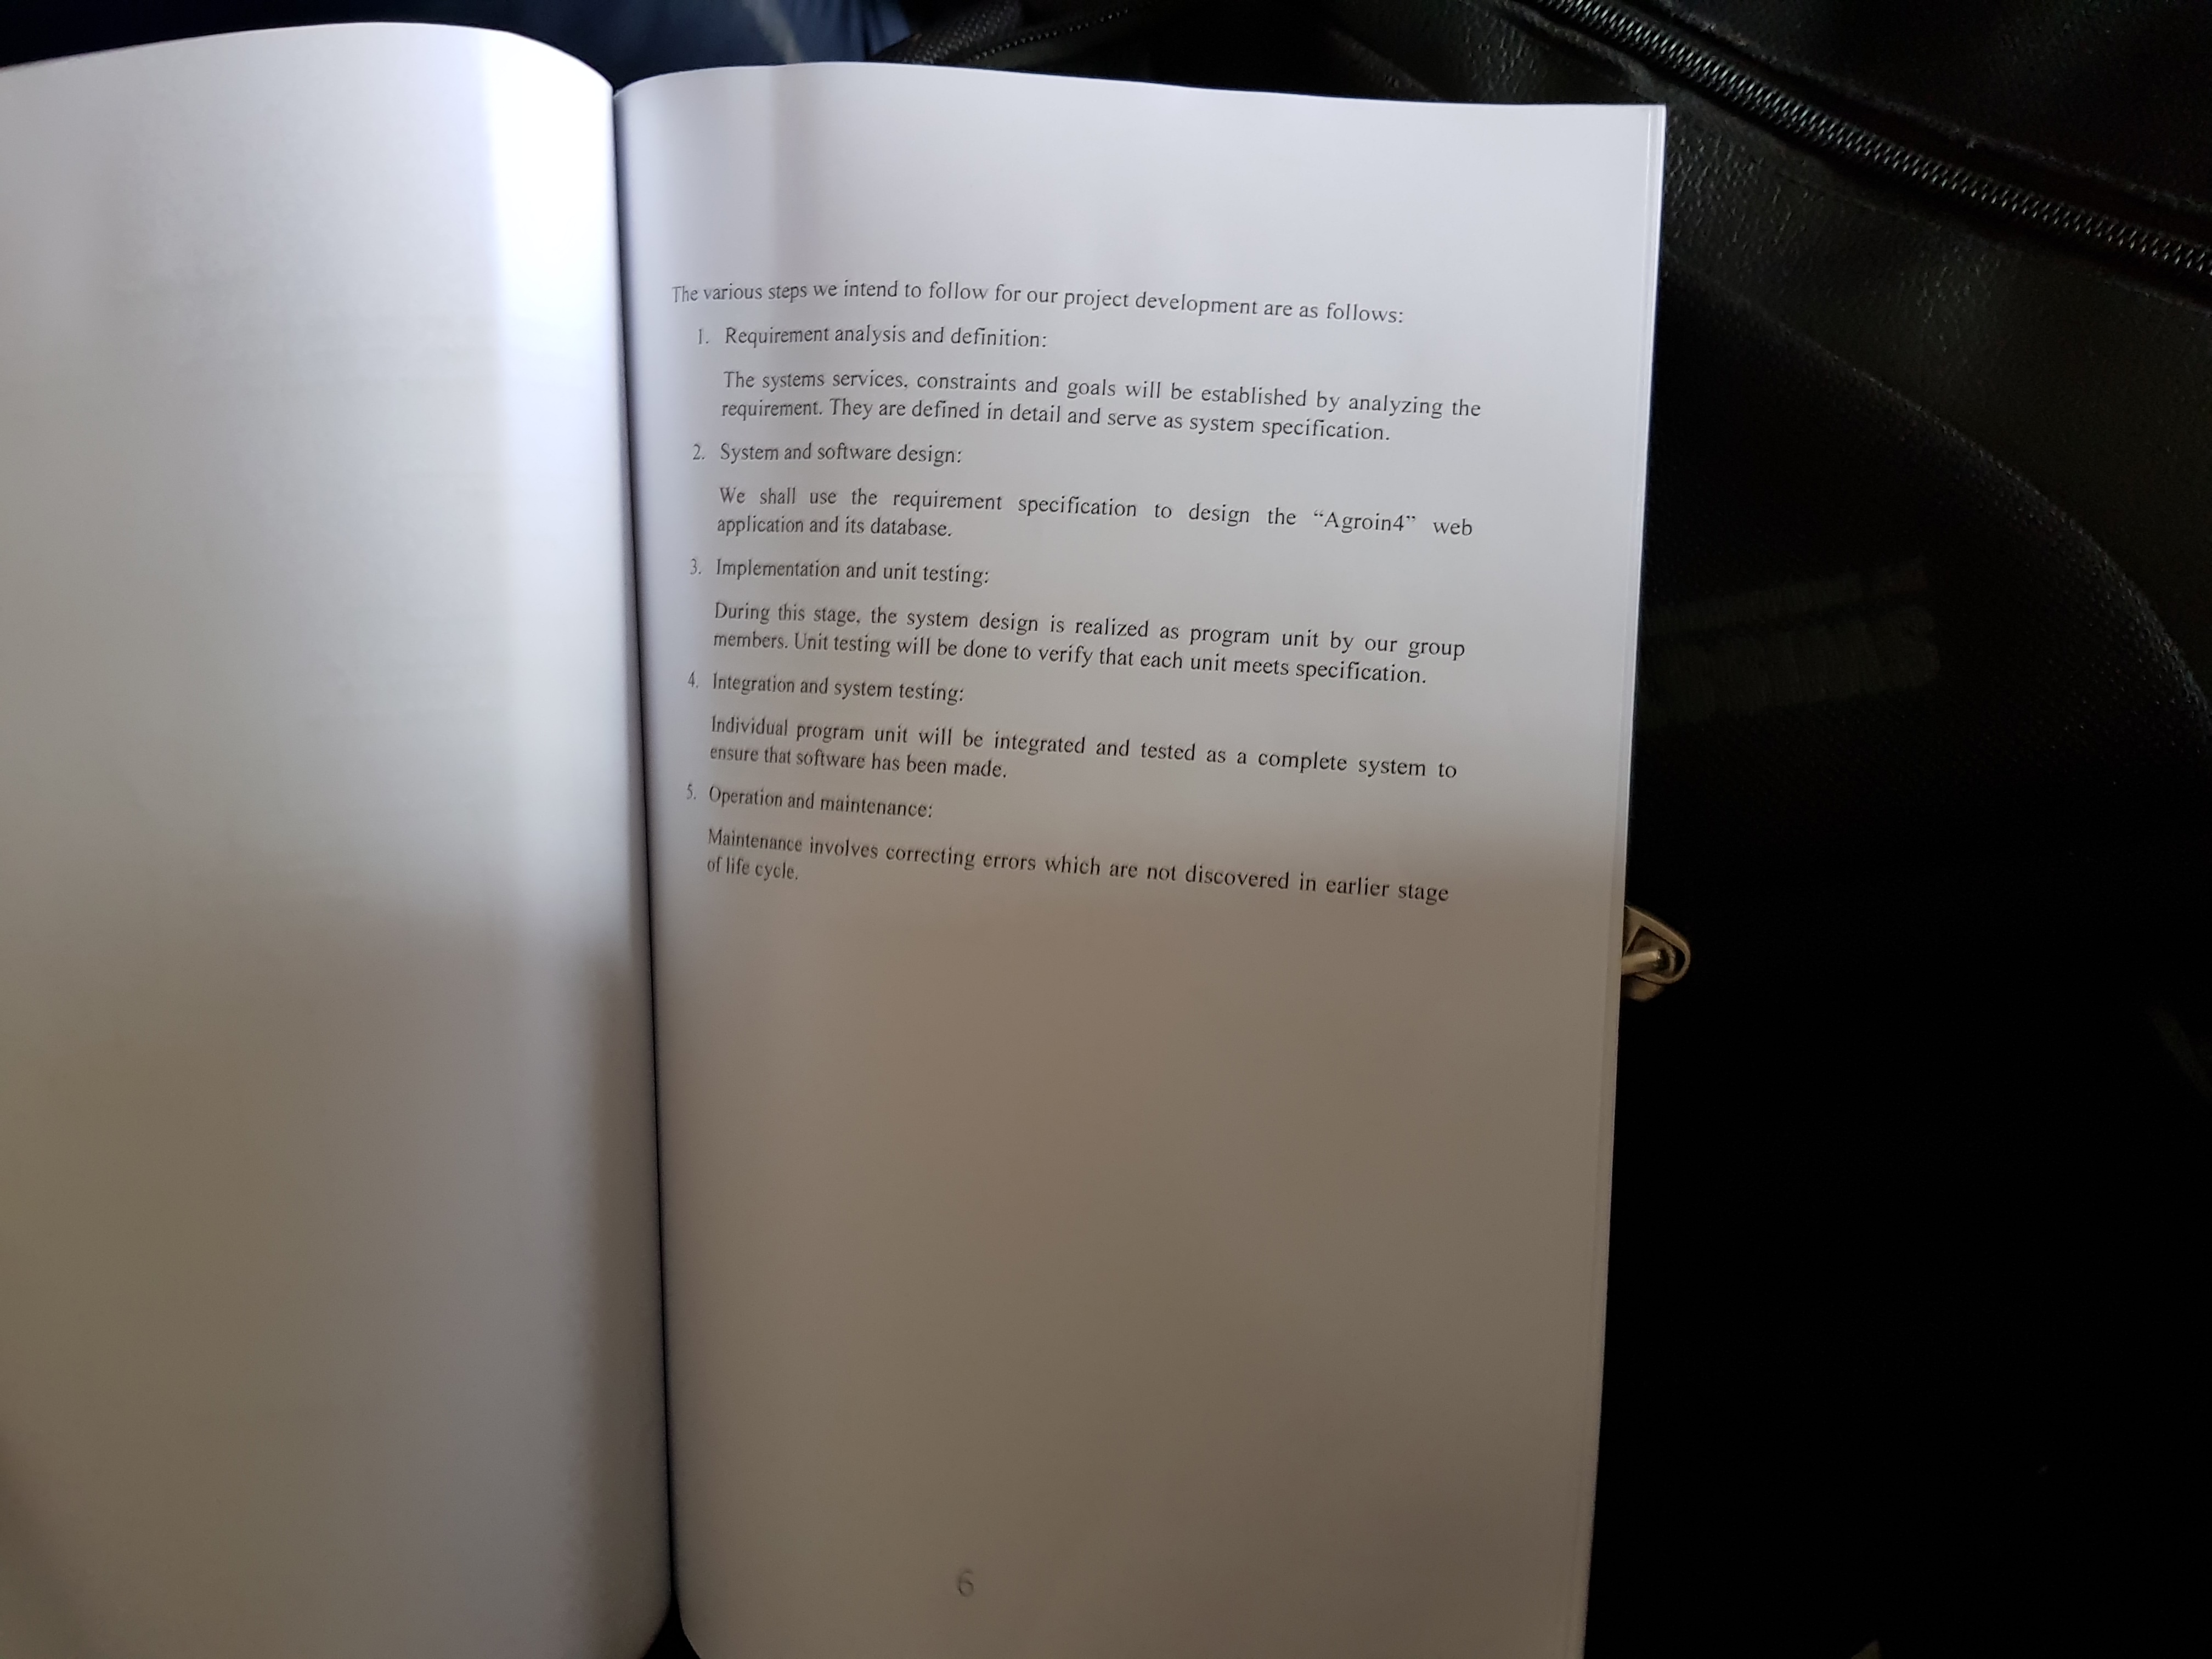 The various steps we intend to follow for our project development are as follows:
1. Requirement analysis and definition:
The systems services, constraints and goals will be established by analyzing the
requirement. They are defined in detail and serve as system specification.
2. System and software design:
We shall use the requirement specification to design the “Agroin4” web
application and its database.
3. Implementation and unit testing:
During this stage, the system design is realized as program unit by our group
members. Unit testing will be done to verify that each unit meets specification.
4. Integration and system testing:
Individual program unit will be integrated and tested as a complete system to
ensure that software has been made.
5. Operation and maintenance:
Maintenance involves correcting errors which are not discovered in earlier stage
of life cycle.
6